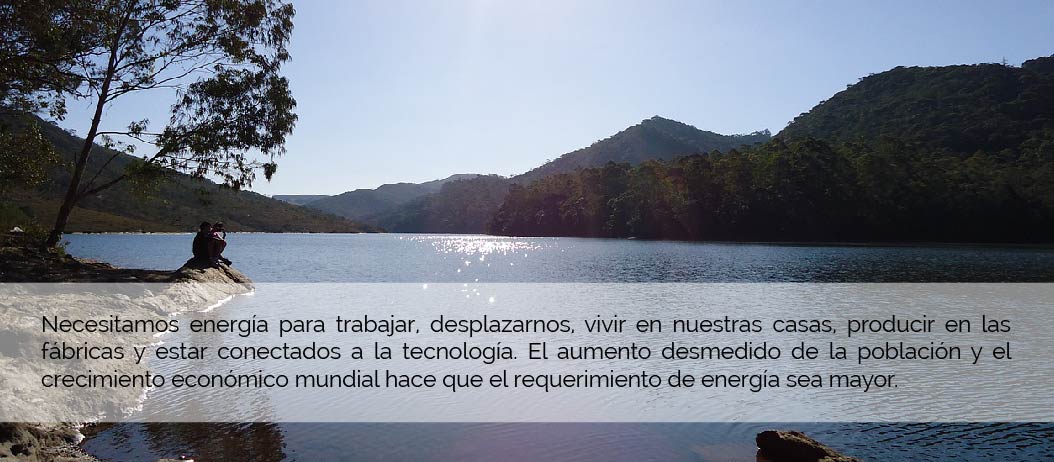 Necesitamos energía para trabajar, desplazarnos, vivir en nuestras casas, producir en las
fábricas y estar conectados a la tecnología. El aumento desmedido de la población y el
crecimiento económico mundial hace que el requerimiento de energía sea mayor.